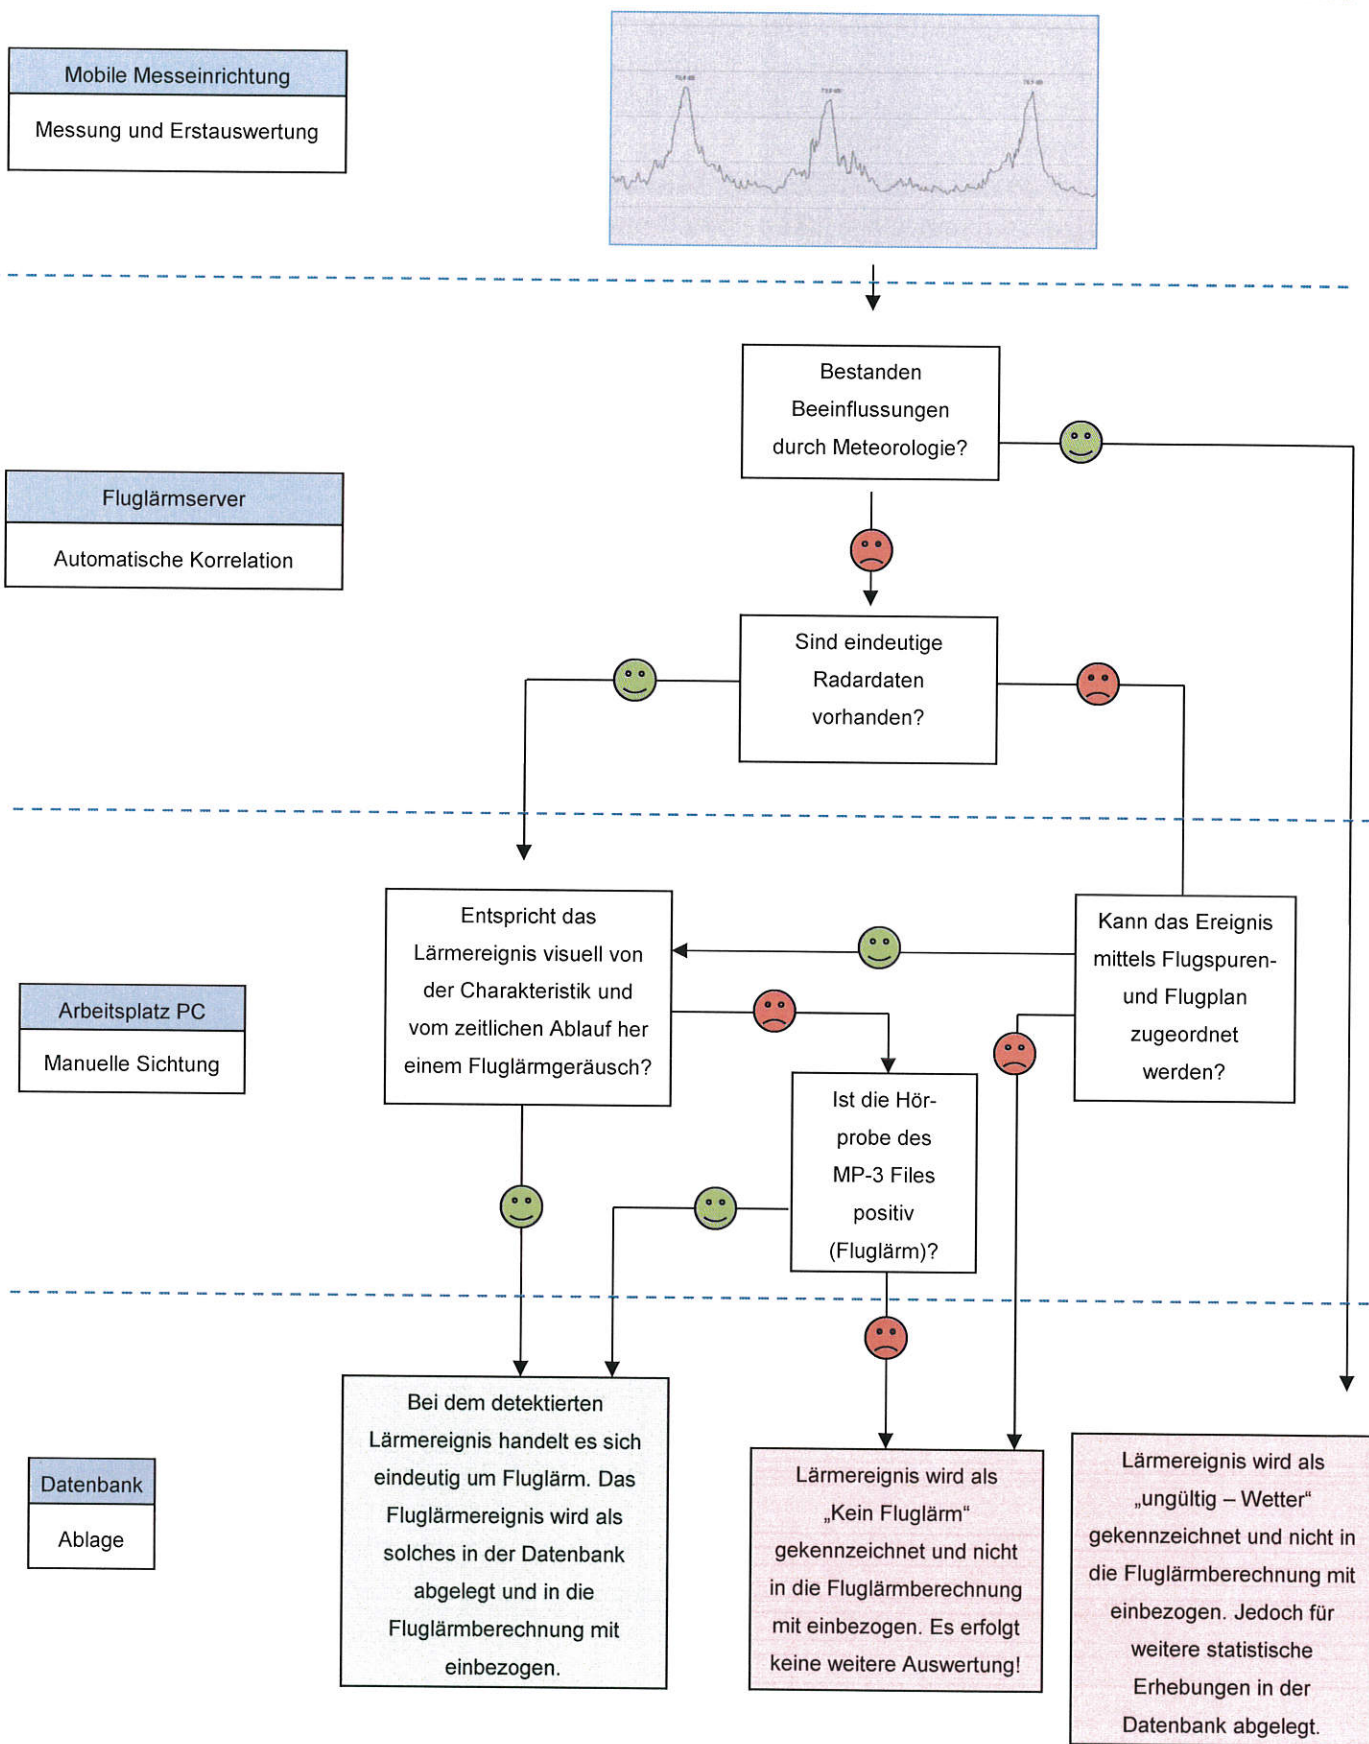 Mobile Messeinrichtung
Messung und Erstauswertung
Bestanden
Beeinflussungen
durch Meteorologie?
Fluglärmserver
Automatische Korrelation
Sind eindeutige
Radardaten
vorhanden?
Entspricht das
Lärmereignis visuell von
der Charakteristik und
vom zeitlichen Ablauf her
einem Fluglärmgeräusch?
Kann das Ereignis
mittels Flugspuren-
und Flugplan
zugeordnet
werden?
Arbeitsplatz PC
Manuelle Sichtung
Ist die Hör-
probe des
MP-3 Files
positiv
(Fluglärm)?
Datenbank
Ablage
Bei dem detektierten
Lärmereignis handelt es sich
eindeutig um Fluglärm. Das
Fluglärmereignis wird als
solches in der Datenbank
abgelegt und in die
Fluglärmberechnung mit
einbezogen.
Lärmereignis wird als
„Kein Fluglärm“
gekennzeichnet und nicht
in die Fluglärmberechnung
mit einbezogen. Es erfolgt
keine weitere Auswertung!
Lärmereignis wird als
„ungültig – Wetter“
gekennzeichnet und nicht in
die Fluglärmberechnung mit
einbezogen. Jedoch für
weitere statistische
Erhebungen in der
Datenbank abgelegt.